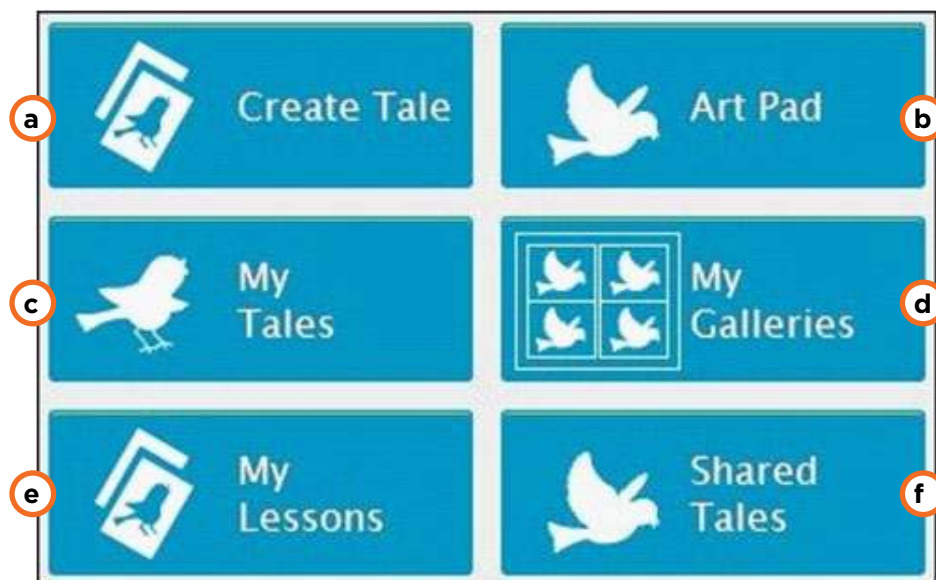 a
Create Tale
Art Pad
b
c
My
Tales
My
Galleries
d
e
My
Lessons
Shared
Tales
f